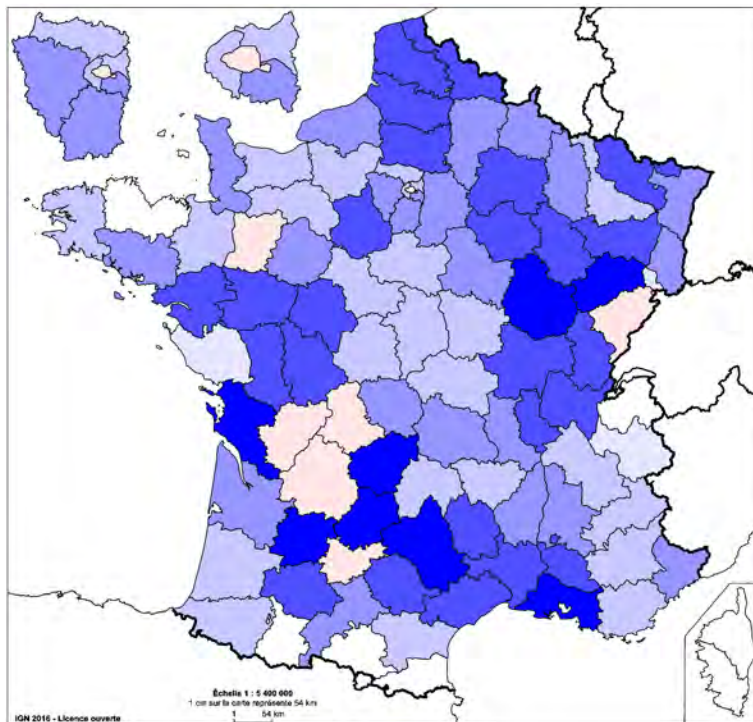 Échelle 1 : 5 400 000
1 cm sur la carte représente 54 km
1 54 km
IGN 2016 - Licence ouverte